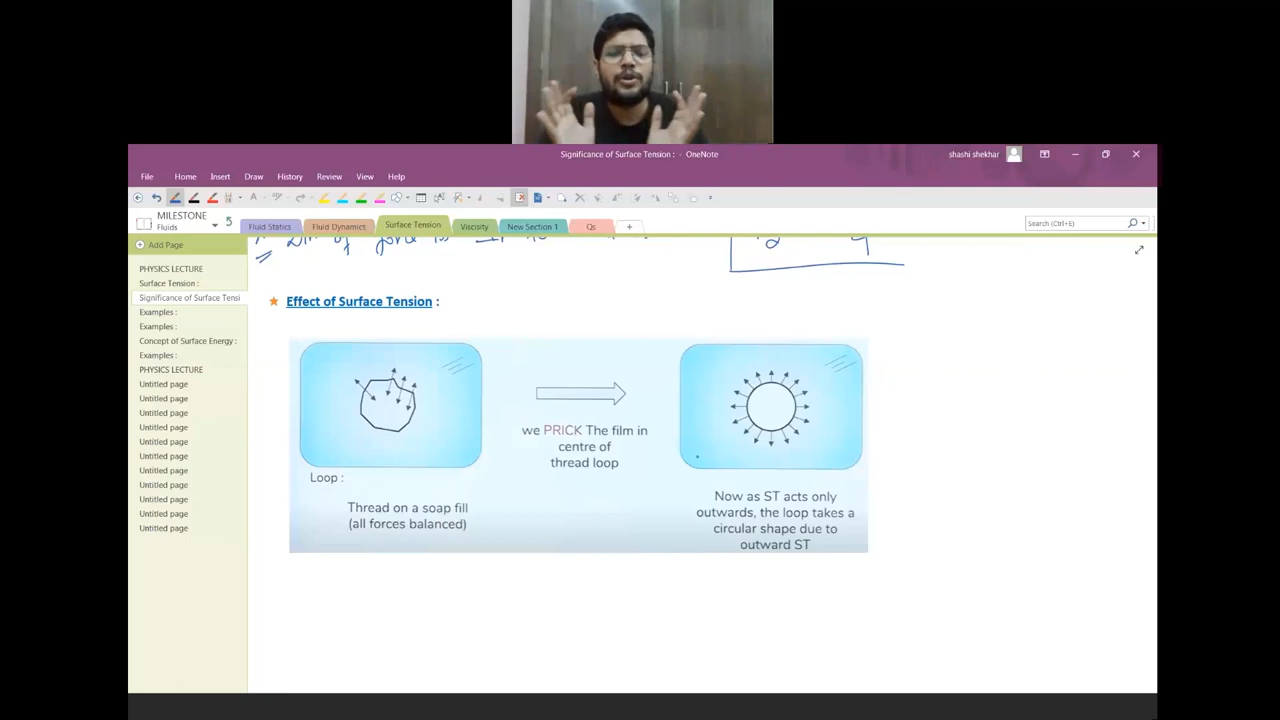 Significance of Surface Tension : - OneNote
shashi shekhar
File Home Insert Draw History Review View Help
MILESTONE
Fluids
Fluid Statics
Fluid Dynamics
Surface Tension
Viscosity
New Section 1
Qs
Search (Ctrl+E)
Add Page
PHYSICS LECTURE
Surface Tension :
Significance of Surface Tensi
Examples :
Examples :
Concept of Surface Energy :
Examples :
PHYSICS LECTURE
Untitled page
Untitled page
Untitled page
Untitled page
Untitled page
Untitled page
Untitled page
Untitled page
Untitled page
Untitled page
Untitled page
of force is
Effect of Surface Tension :
Loop :
Thread on a soap fill
(all forces balanced)
we PRICK The film in
centre of
thread loop
Now as ST acts only
outwards, the loop takes a
circular shape due to
outward ST